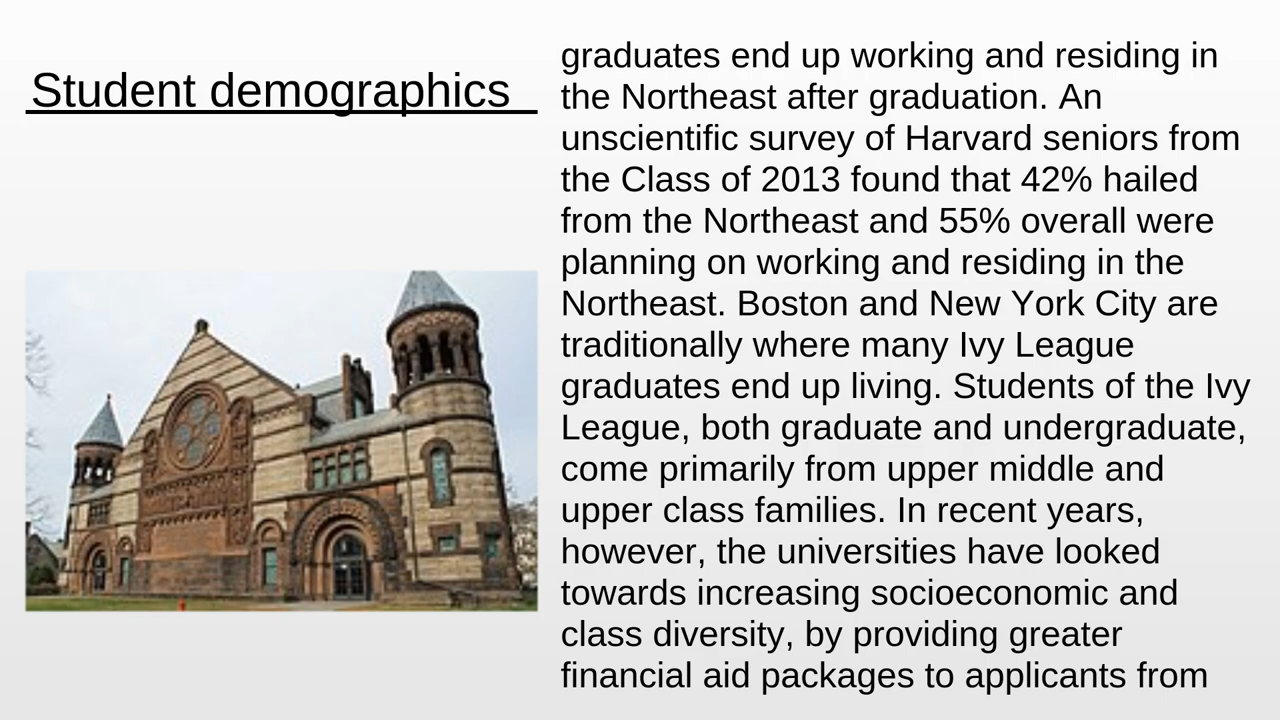 Student demographics
graduates end up working and residing in
the Northeast after graduation. An
unscientific survey of Harvard seniors from
the Class of 2013 found that 42% hailed
from the Northeast and 55% overall were
planning on working and residing in the
Northeast. Boston and New York City are
traditionally where many Ivy League
graduates end up living. Students of the Ivy
League, both graduate and undergraduate,
come primarily from upper middle and
upper class families. In recent years,
however, the universities have looked
towards increasing socioeconomic and
class diversity, by providing greater
financial aid packages to applicants from